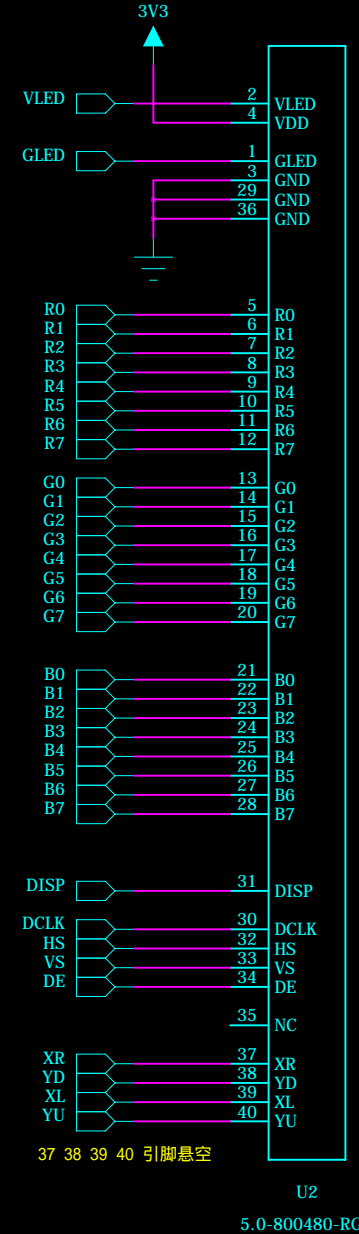 3V3
VLED 2 VLED
4 VDD
GLED 1 GLED
3 GND
29 GND
36 GND
R0 5 R0
R1 6 R1
R2 7 R2
R3 8 R3
R4 9 R4
R5 10 R5
R6 11 R6
R7 12 R7
G0 13 G0
G1 14 G1
G2 15 G2
G3 16 G3
G4 17 G4
G5 18 G5
G6 19 G6
G7 20 G7
B0 21 B0
B1 22 B1
B2 23 B2
B3 24 B3
B4 25 B4
B5 26 B5
B6 27 B6
B7 28 B7
DISP 31 DISP
DCLK 30 DCLK
HS 32 HS
VS 33 VS
DE 34 DE
35 NC
XR 37 XR
YD 38 YD
XL 39 XL
YU 40 YU
37 38 39 40 引脚悬空
U2
5.0-800480-RG